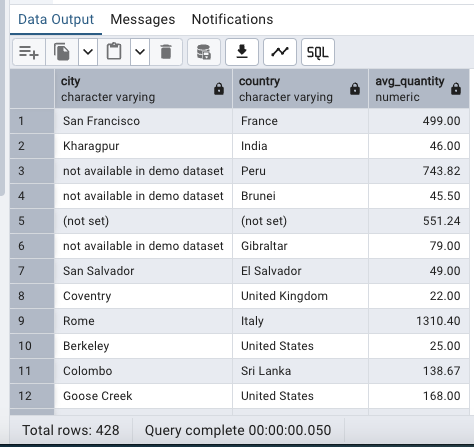 Data Output Messages Notifications
SQL
city country avg_quantity
character varying character varying numeric
1 San Francisco France 499.00
2 Kharagpur India 46.00
3 not available in demo dataset Peru 743.82
4 not available in demo dataset Brunei 45.50
5 (not set) (not set) 551.24
6 not available in demo dataset Gibraltar 79.00
7 San Salvador El Salvador 49.00
8 Coventry United Kingdom 22.00
9 Rome Italy 1310.40
10 Berkeley United States 25.00
11 Colombo Sri Lanka 138.67
12 Goose Creek United States 168.00
Total rows: 428 Query complete 00:00:00.050